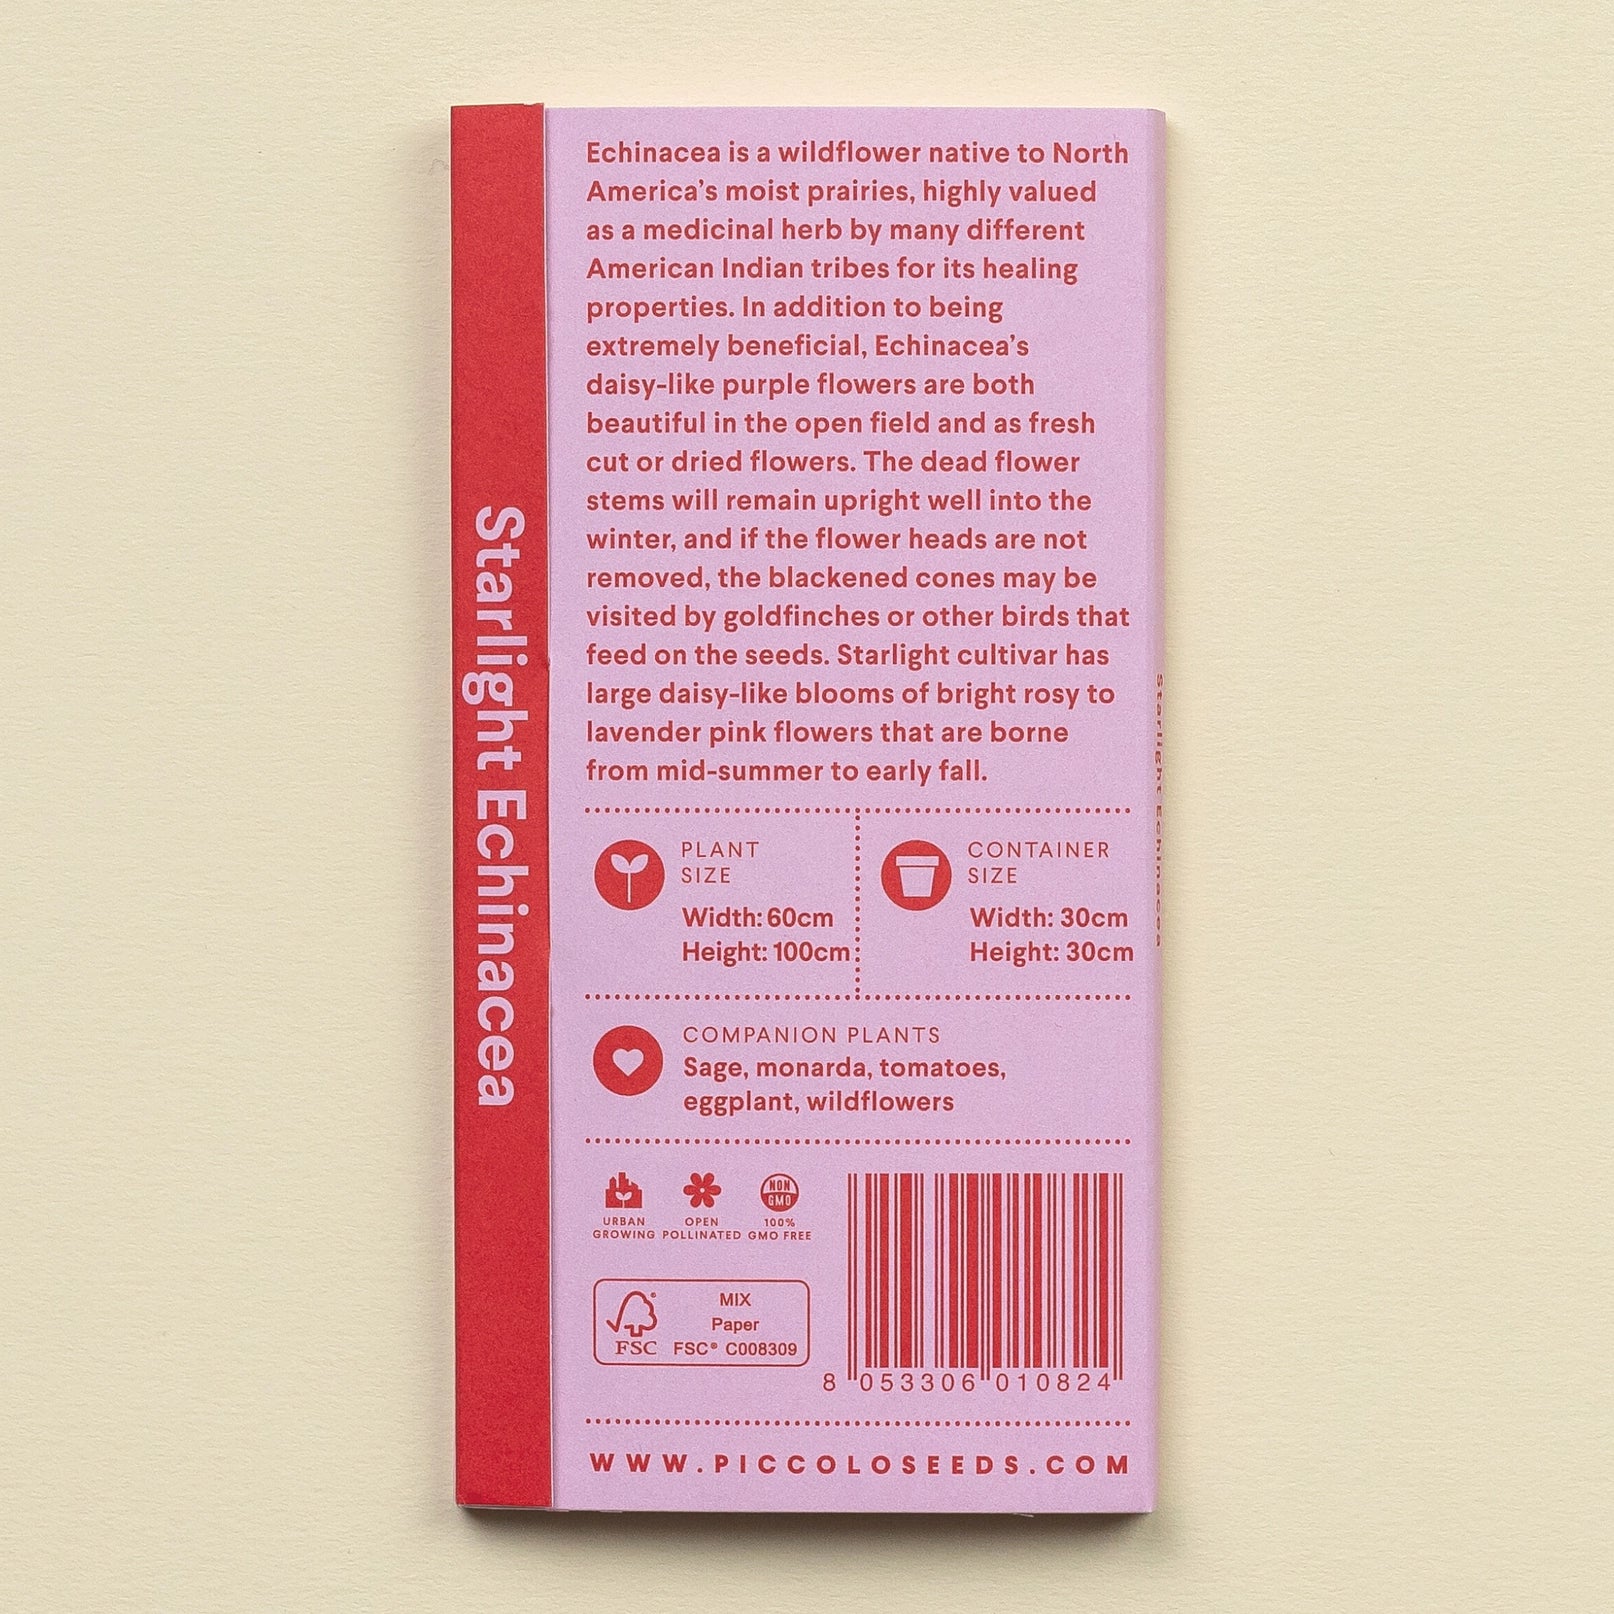 Starlight Echinacea
Echinacea is a wildflower native to North
America's moist prairies, highly valued
as a medicinal herb by many different
American Indian tribes for its healing
properties. In addition to being
extremely beneficial, Echinacea's
daisy-like purple flowers are both
beautiful in the open field and as fresh
cut or dried flowers. The dead flower
stems will remain upright well into the
winter, and if the flower heads are not
removed, the blackened cones may be
visited by goldfinches or other birds that
feed on the seeds. Starlight cultivar has
large daisy-like blooms of bright rosy to
lavender pink flowers that are borne
from mid-summer to early fall.
PLANT
SIZE
Width: 60cm
Height: 100cm
CONTAINER
SIZE
Width: 30cm
Height: 30cm
COMPANION PLANTS
Sage, monarda, tomatoes,
eggplant, wildflowers
URBAN
GROWING
OPEN
POLLINATED
NON
GMO
100%
GMO FREE
FSC
MIX
Paper
FSC® C008309
8 053306 010824
WWW.PICCOLOSEEDS.COM
Starlight Echinacea